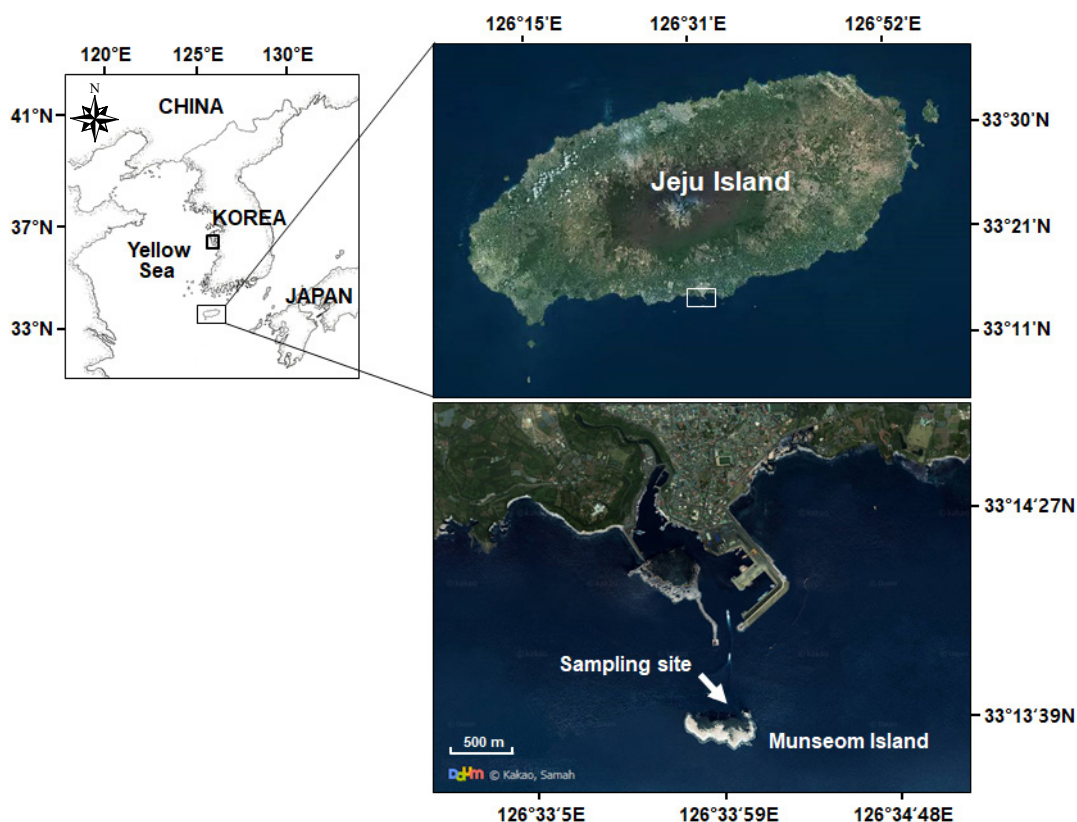 120°E
125°E
130°E
41°N
37°N
33°N
N
CHINA
KOREA
Yellow
Sea
JAPAN
126°15′E
126°31′E
126°52′E
33°30′N
33°21′N
33°11′N
Jeju Island
33°14′27N
33°13′39N
Sampling site
Munseom Island
500 m
Daum © Kakao, Samah
126°33′5E
126°33′59E
126°34′48E